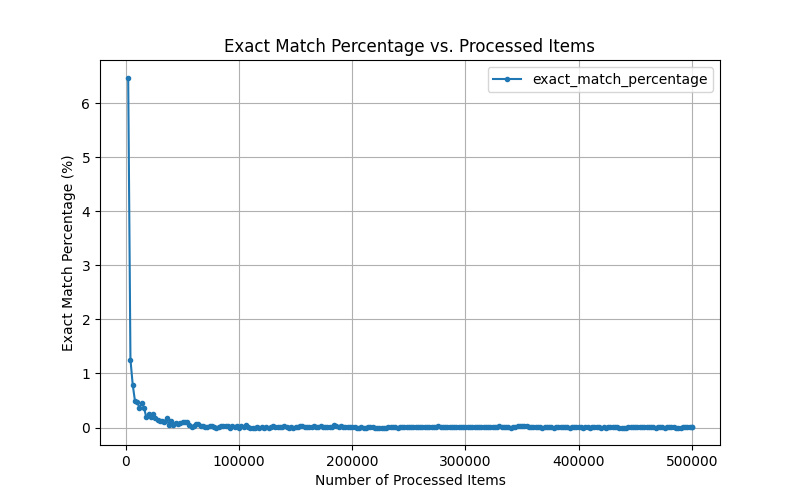 Exact Match Percentage vs. Processed Items
exact_match_percentage
Exact Match Percentage (%)
6
5
4
3
2
1
0
0 100000 200000 300000 400000 500000
Number of Processed Items